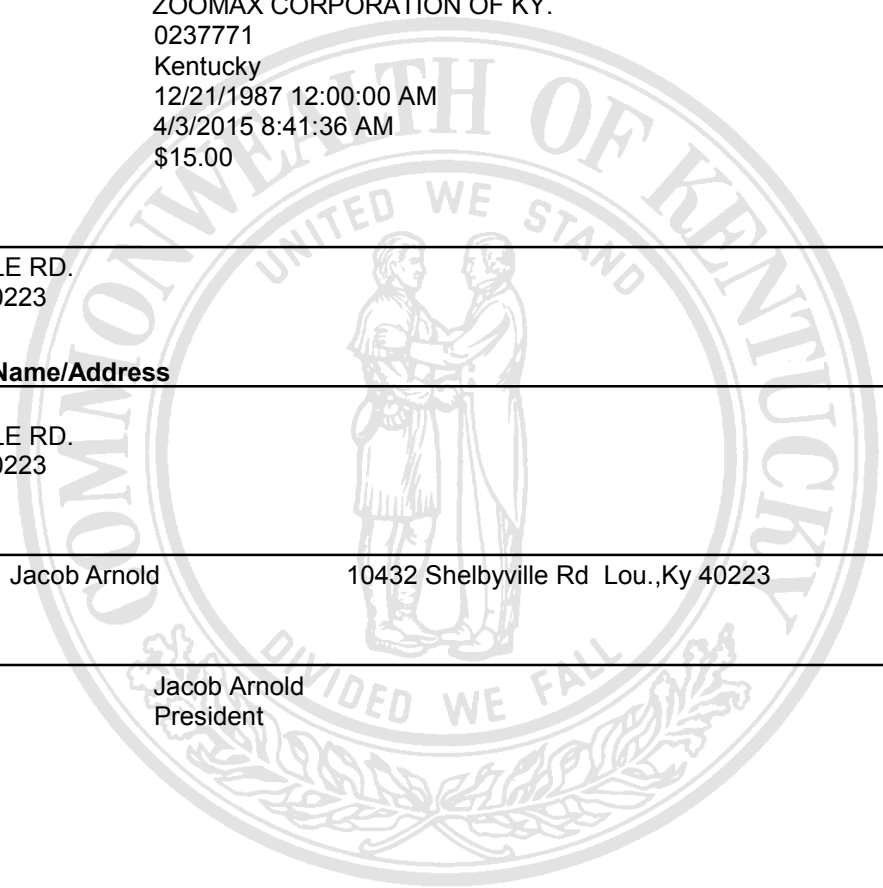 ZOOMAX CORPORATION OF KY.
0237771
Kentucky
12/21/1987 12:00:00 AM
4/3/2015 8:41:36 AM
$15.00
COMMONWEALTH OF KENTUCKY
UNITED WE STAND
LE RD.
0223
Name/Address
LE RD.
0223
Jacob Arnold 10432 Shelbyville Rd Lou.,Ky 40223
DIVIDED WE FALL
Jacob Arnold
President